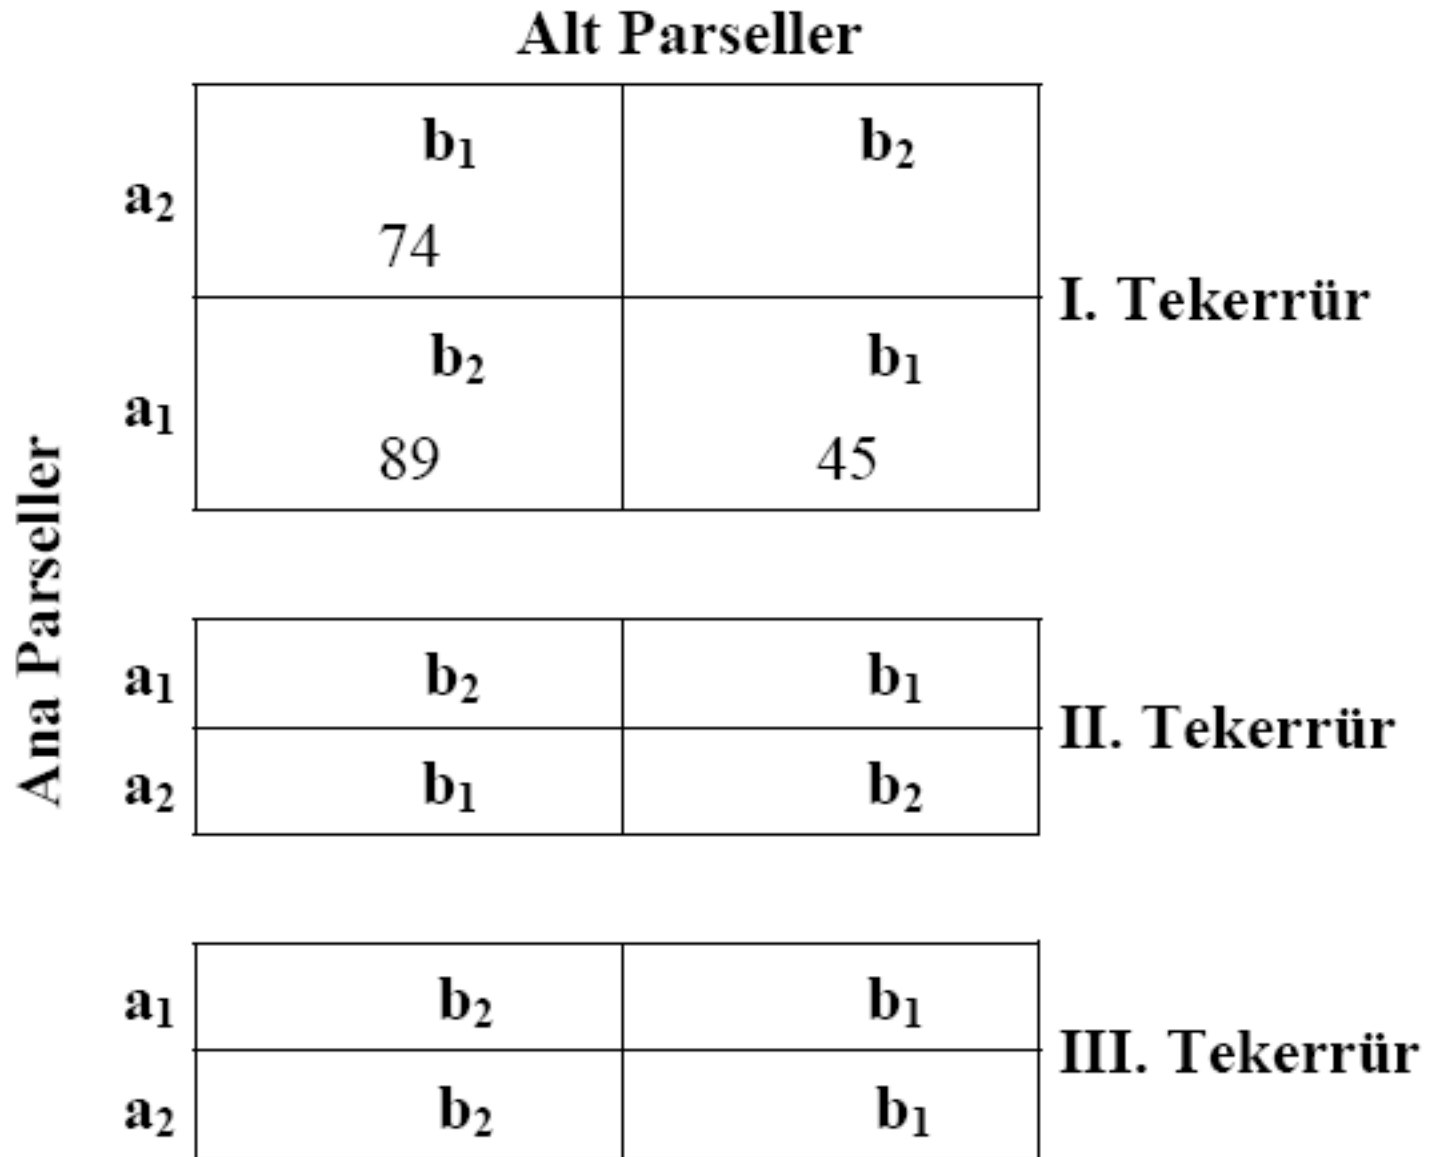 Alt Parseller
Ana Parseller
a₂ b₁ b₂
74
I. Tekerrür
a₁ b₂ b₁
89 45
a₁ b₂ b₁
II. Tekerrür
a₂ b₁ b₂
a₁ b₂ b₁
III. Tekerrür
a₂ b₂ b₁